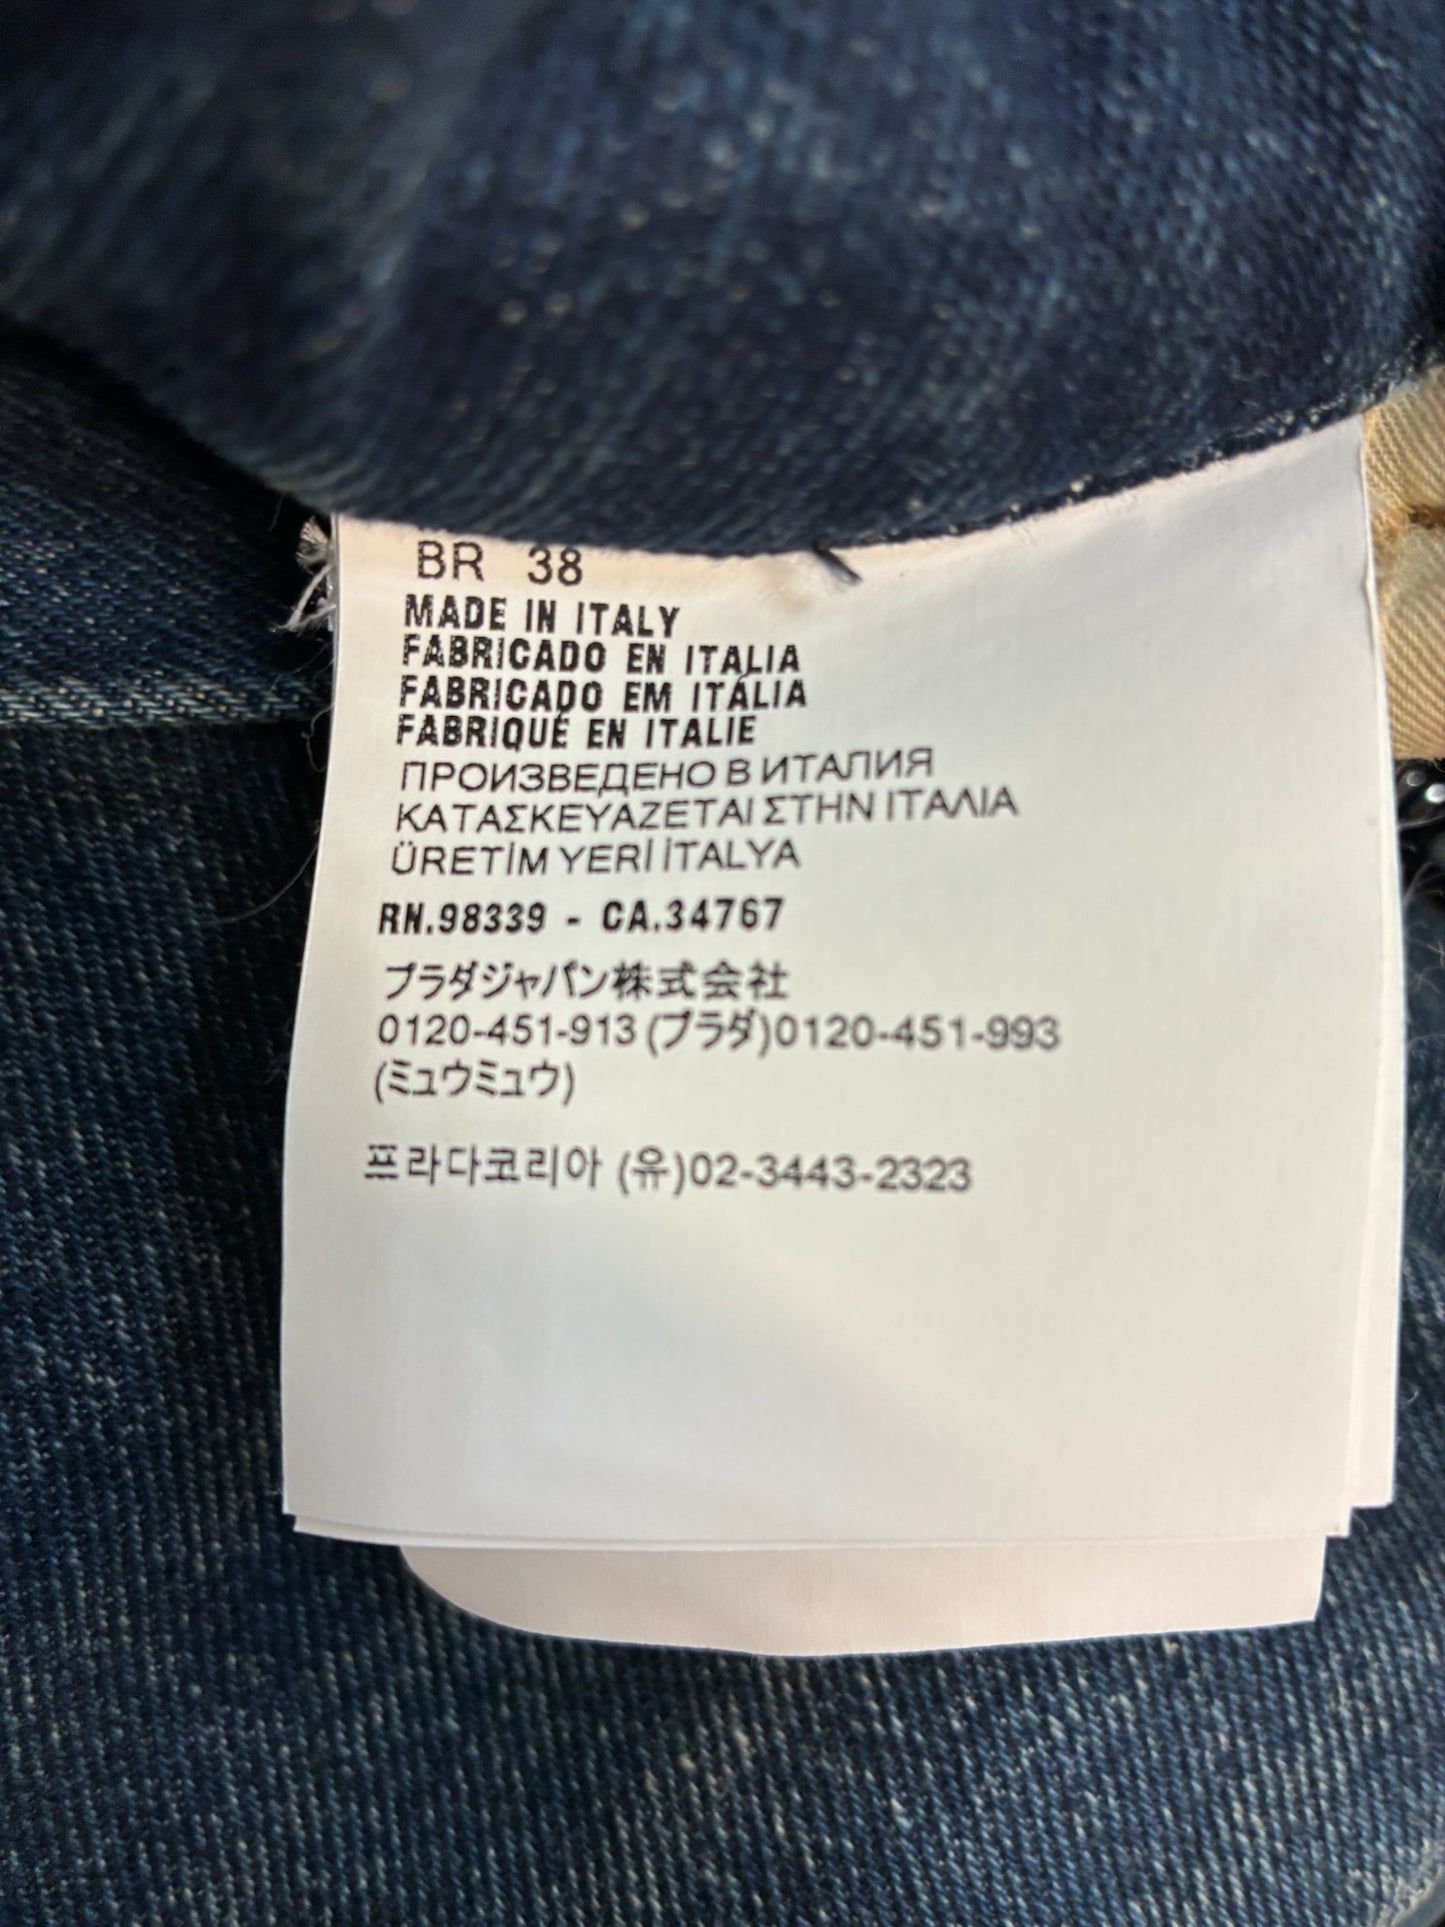 BR 38
MADE IN ITALY
FABRICADO EN ITALIA
FABRICADO EM ITÁLIA
FABRIQUÉ EN ITALIE
ПРОИЗВЕДЕНО В ИТАЛИЯ
ΚΑΤΑΣΚΕΥΑΖΕΤΑΙ ΣΤΗΝ ΙΤΑΛΙΑ
ÜRETİM YERİ İTALYA
RN.98339 - CA.34767
プラダジャパン株式会社
0120-451-913 (プラダ)0120-451-993
(ミュウミュウ)
프라다코리아 (유)02-3443-2323